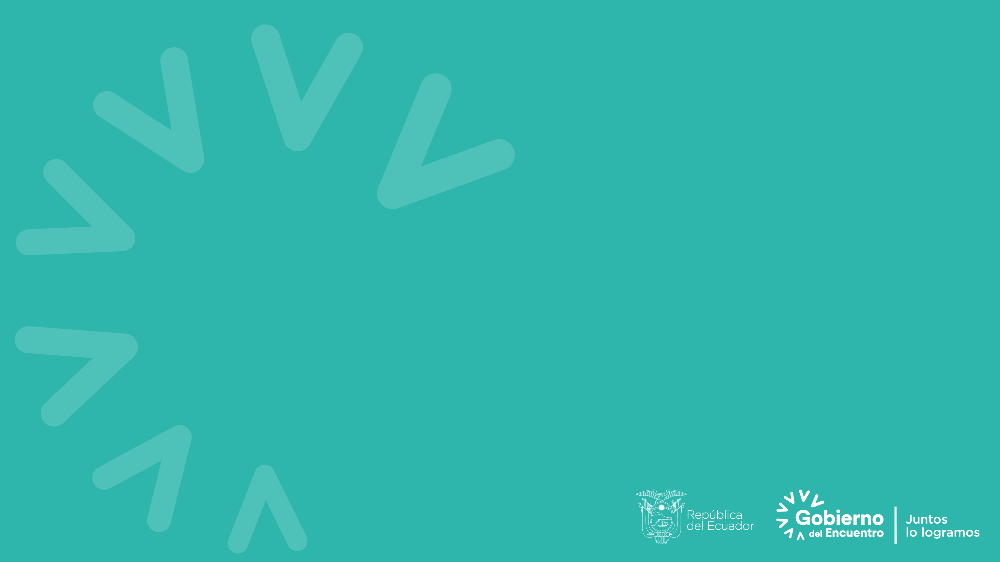 República
del Ecuador
Gobierno
del Encuentro
Juntos
lo logramos